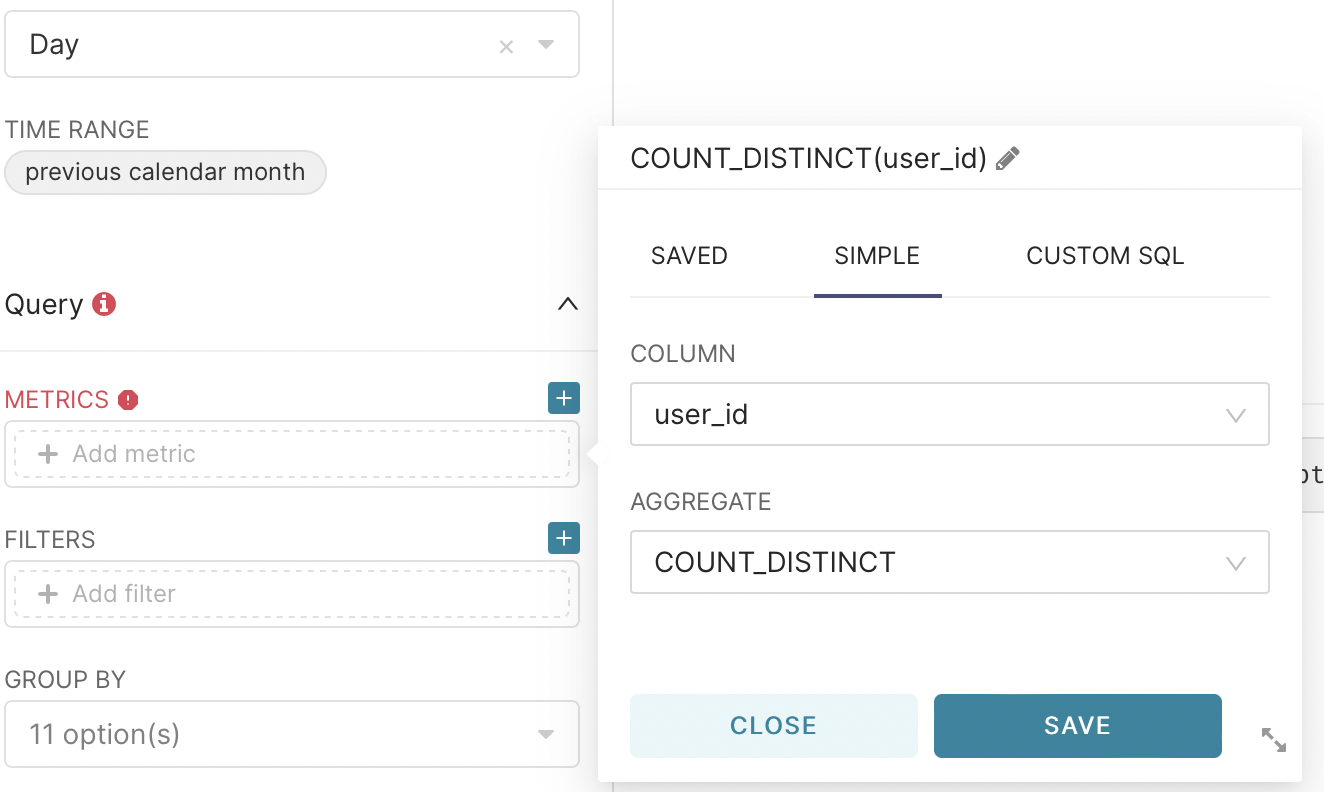 Day
TIME RANGE
previous calendar month
Query
METRICS
Add metric
FILTERS
Add filter
GROUP BY
11 option(s)
COUNT_DISTINCT(user_id)
SAVED SIMPLE CUSTOM SQL
COLUMN
user_id
AGGREGATE
COUNT_DISTINCT
CLOSE SAVE